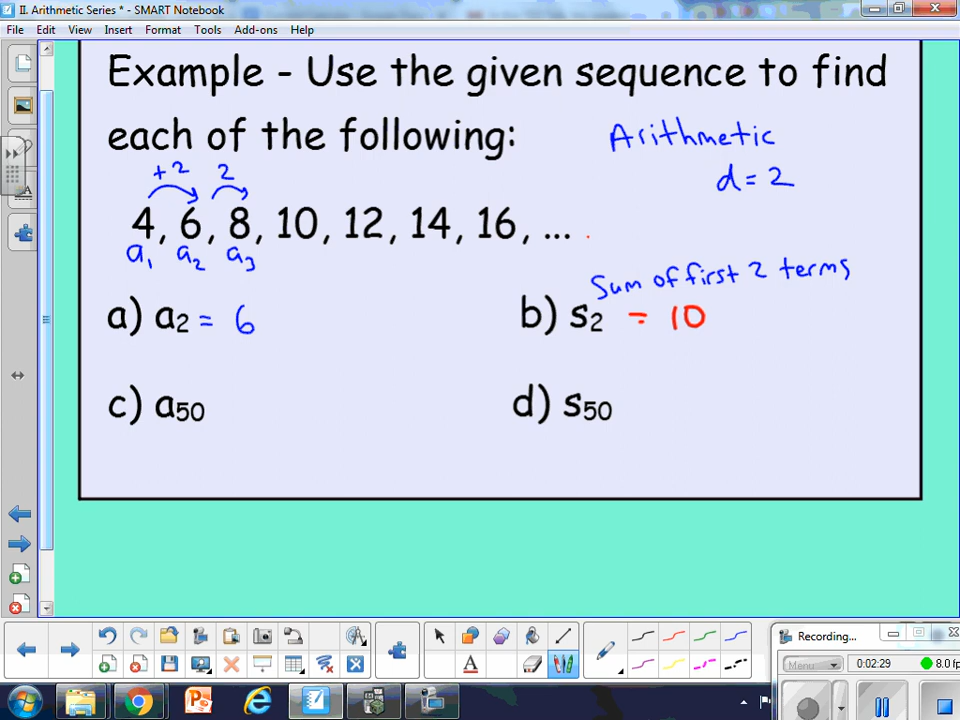 II. Arithmetic Series * - SMART Notebook
File Edit View Insert Format Tools Add-ons Help
Example - Use the given sequence to find
each of the following:
Arithmetic
d = 2
+2 2
4, 6, 8, 10, 12, 14, 16, ...
a1 a2 a3
Sum of first 2 terms
a) a2 = 6
b) s2 = 10
c) a50
d) s50
Recording...
Menu
0:02:29
8.0 fp